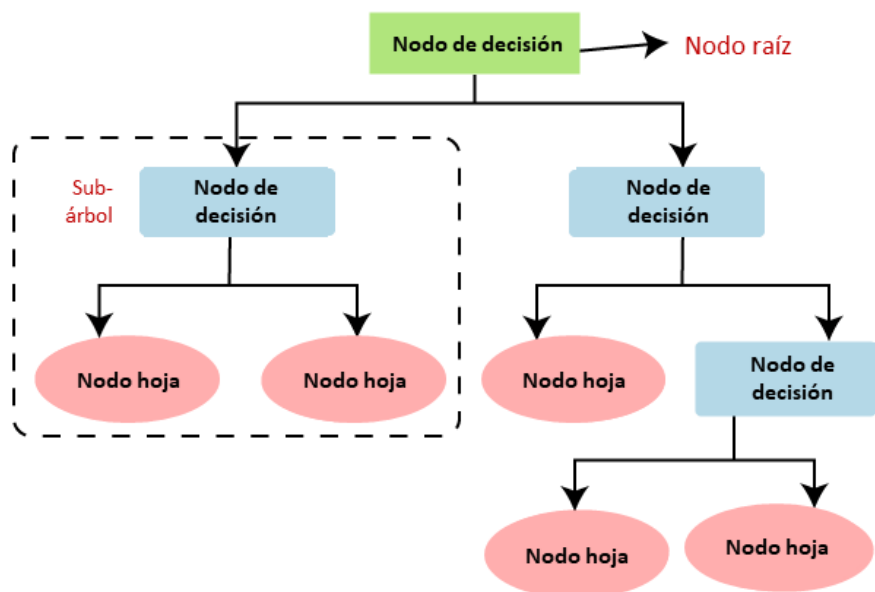 Nodo de decisión
Nodo raíz
Sub-
árbol
Nodo de
decisión
Nodo de
decisión
Nodo hoja
Nodo hoja
Nodo hoja
Nodo de
decisión
Nodo hoja
Nodo hoja